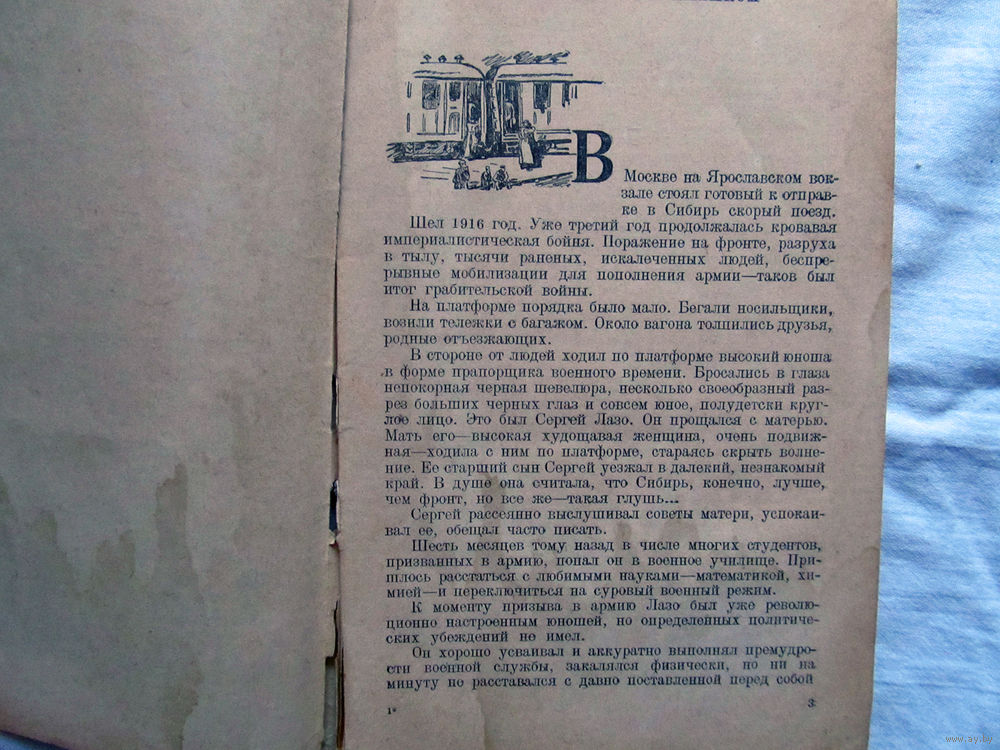 В
Москве на Ярославском вок-
зале стоял готовый к отправ-
ке в Сибирь скорый поезд.
Шел 1916 год. Уже третий год продолжалась кровавая
империалистическая бойня. Поражение на фронте, разруха
в тылу, тысячи раненых, искалеченных людей, беспре-
рывные мобилизации для пополнения армии—таков был
итог грабительской войны.
На платформе порядка было мало. Бегали носильщики,
возили тележки с багажом. Около вагона толпились друзья,
родные отъезжающих.
В стороне от людей ходил по платформе высокий юноша
в форме прапорщика военного времени. Бросались в глаза
непокорная черная шевелюра, несколько своеобразный раз-
рез больших черных глаз и совсем юное, полудетски круг-
лое лицо. Это был Сергей Лазо. Он прощался с матерью.
Мать его—высокая худощавая женщина, очень подвиж-
ная—ходила с ним по платформе, стараясь скрыть волне-
ние. Ее старший сын Сергей уезжал в далекий, незнакомый
край. В душе она считала, что Сибирь, конечно, лучше,
чем фронт, но все же—такая глушь...
Сергей рассеянно выслушивал советы матери, успокаи-
вал ее, обещал часто писать.
Шесть месяцев тому назад в числе многих студентов,
призванных в армию, попал он в военное училище. При-
шлось расстаться с любимыми науками—математикой, хи-
мией—и переключиться на суровый военный режим.
К моменту призыва в армию Лазо был уже револю-
ционно настроенным юношей, но определенных политиче-
ских убеждений не имел.
Он хорошо усваивал и аккуратно выполнял премудро-
сти военной службы, закалялся физически, но ни на
минуту не расставался с давно поставленной перед собой
1*
3
www.ay.by